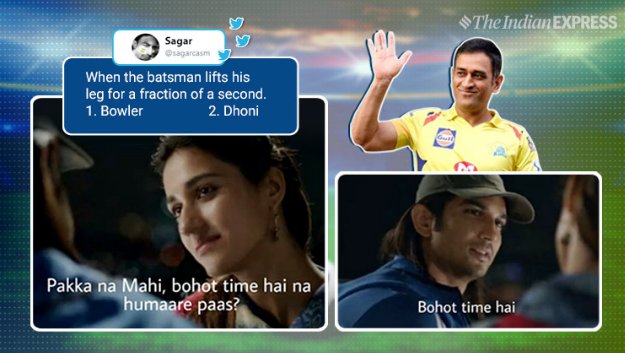 The Indian EXPRESS
Sagar
@sagarcasm
When the batsman lifts his
leg for a fraction of a second.
1. Bowler 2. Dhoni
Gulf
Pakka na Mahi, bohot time hai na
humaare paas?
Bohot time hai